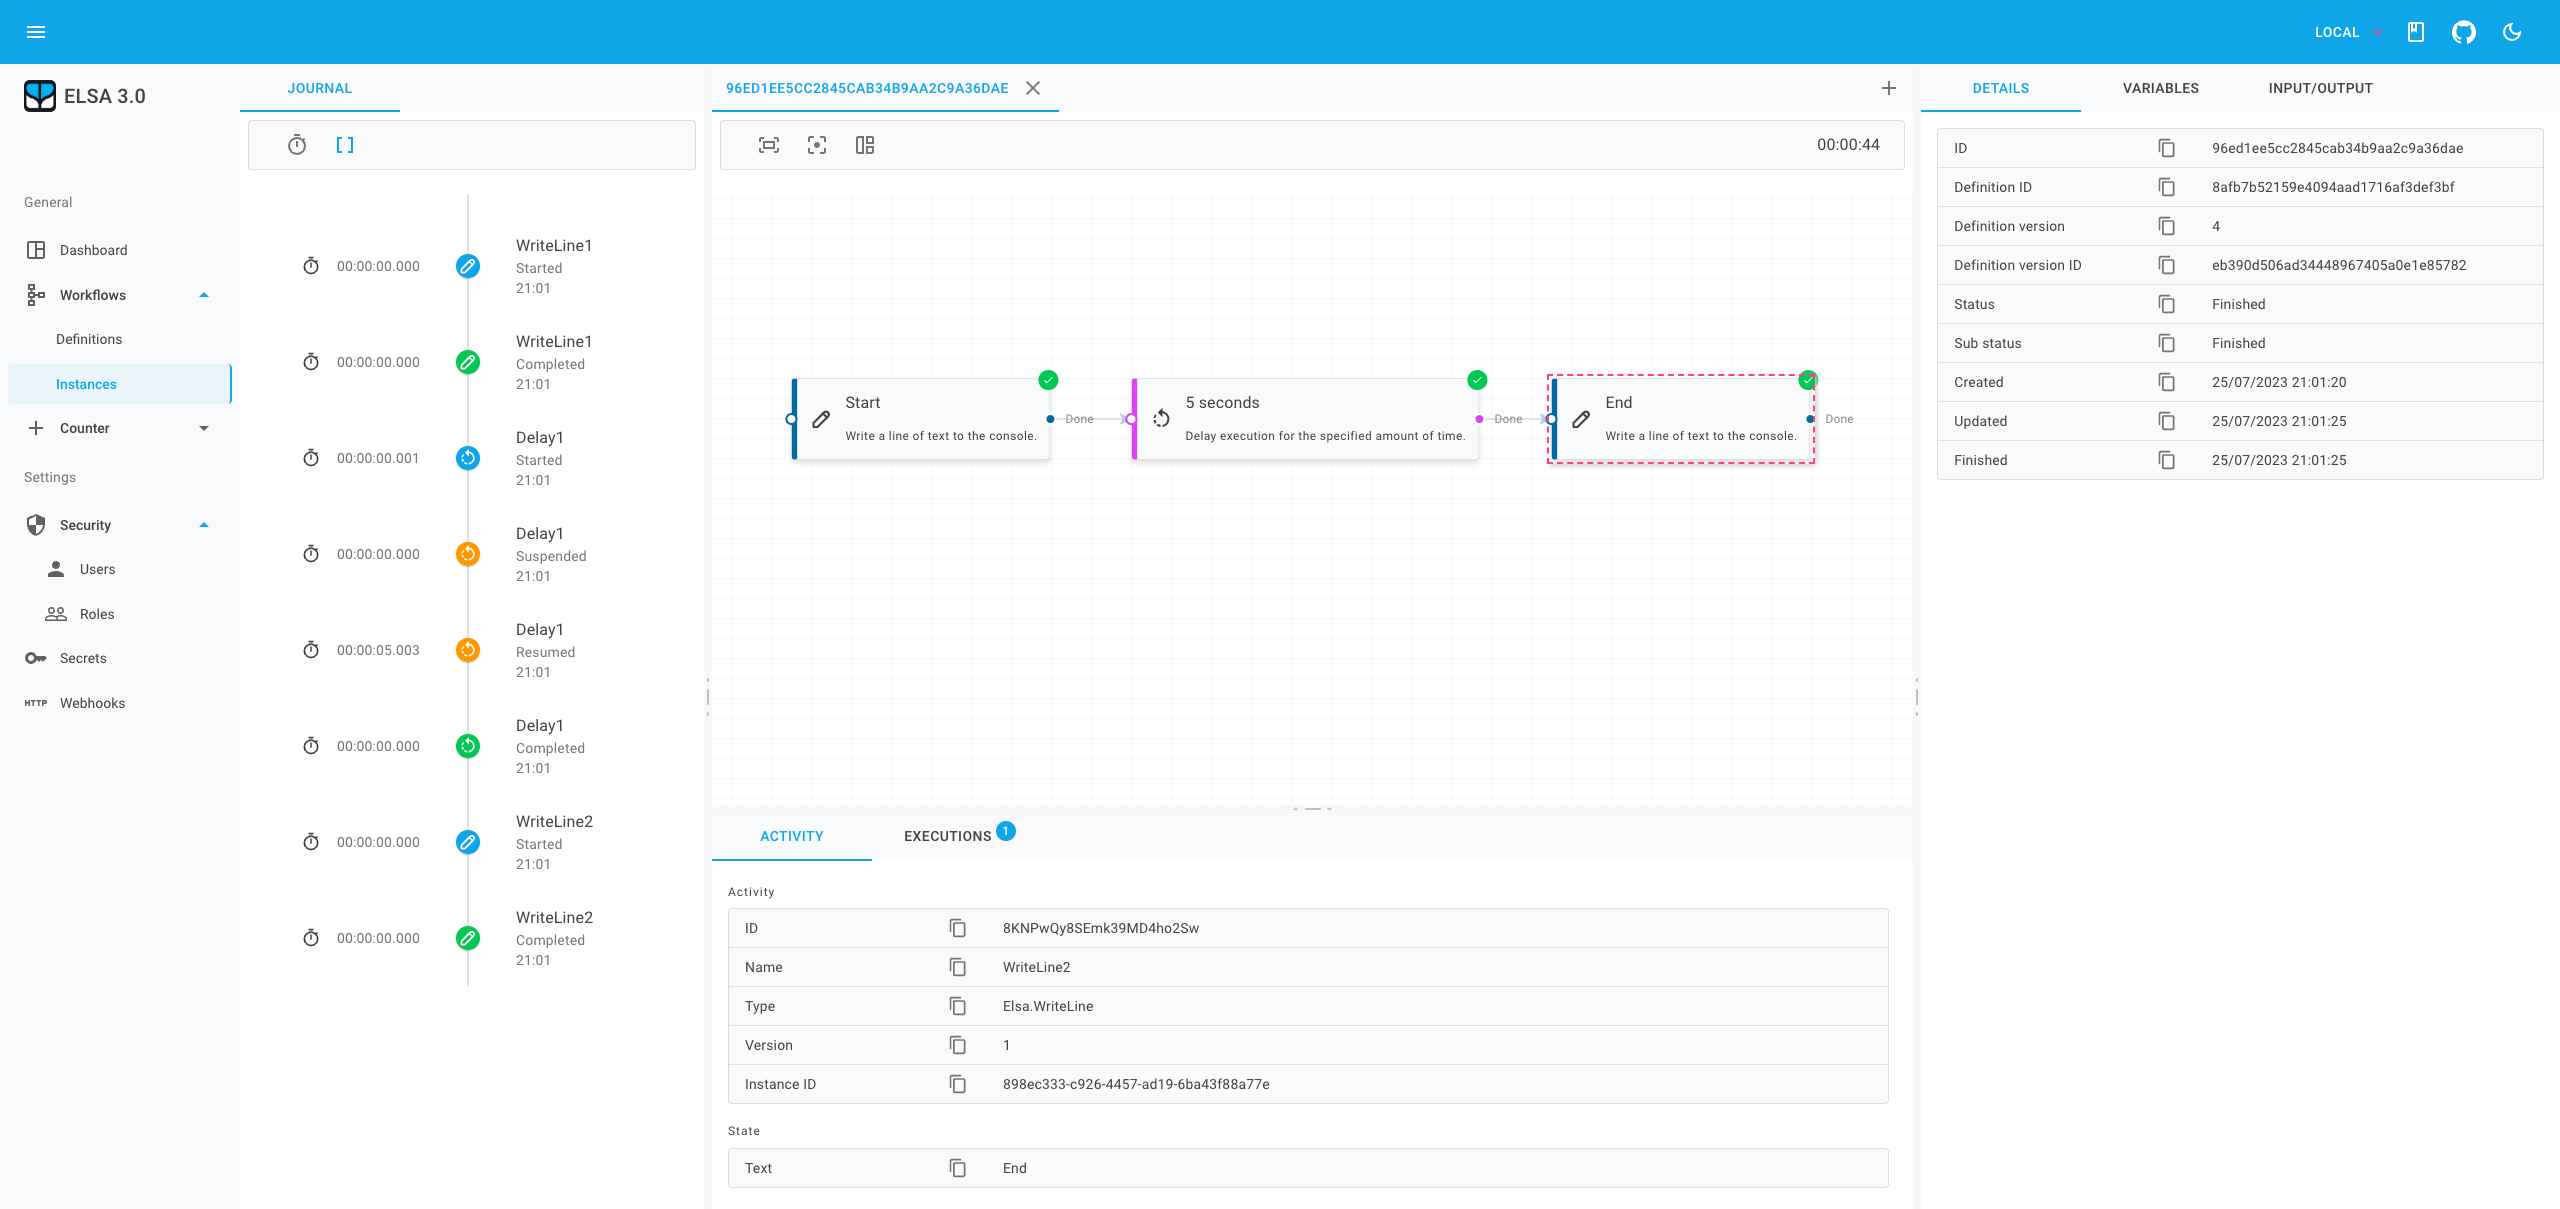 LOCAL
ELSA 3.0
General
Dashboard
Workflows
Definitions
Instances
Counter
Settings
Security
Users
Roles
Secrets
HTTP Webhooks
JOURNAL
WriteLine1
00:00:00.000
Started
21:01
WriteLine1
00:00:00.000
Completed
21:01
Delay1
00:00:00.001
Started
21:01
Delay1
00:00:00.000
Suspended
21:01
Delay1
00:00:05.003
Resumed
21:01
Delay1
00:00:00.000
Completed
21:01
WriteLine2
00:00:00.000
Started
21:01
WriteLine2
00:00:00.000
Completed
21:01
96ED1EE5CC2845CAB34B9AA2C9A36DAE
00:00:44
Start
Write a line of text to the console.
Done
5 seconds
Delay execution for the specified amount of time.
Done
End
Write a line of text to the console.
Done
ACTIVITY
EXECUTIONS 1
Activity
ID 8KNPwQy8SEmk39MD4ho2Sw
Name WriteLine2
Type Elsa.WriteLine
Version 1
Instance ID 898ec333-c926-4457-ad19-6ba43f88a77e
State
Text End
DETAILS VARIABLES INPUT/OUTPUT
ID 96ed1ee5cc2845cab34b9aa2c9a36dae
Definition ID 8afb7b52159e4094aad1716af3def3bf
Definition version 4
Definition version ID eb390d506ad34448967405a0e1e85782
Status Finished
Sub status Finished
Created 25/07/2023 21:01:20
Updated 25/07/2023 21:01:25
Finished 25/07/2023 21:01:25